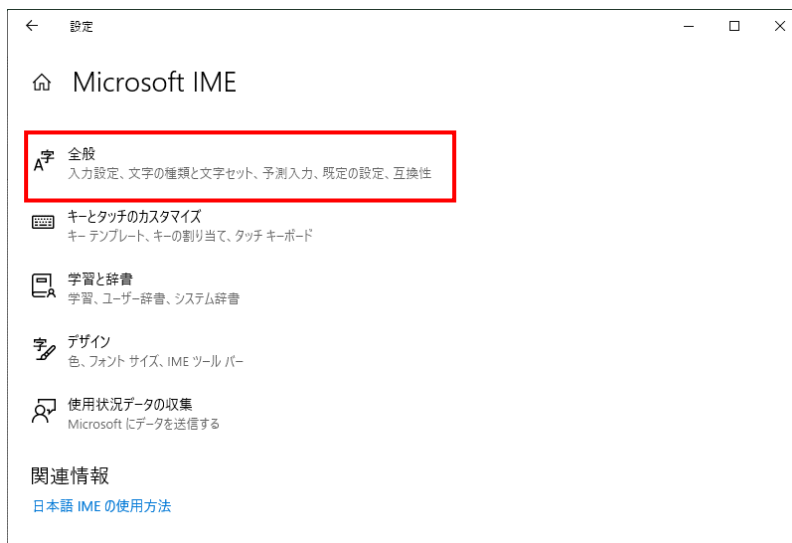 設定
Microsoft IME
全般
入力設定、文字の種類と文字セット、予測入力、既定の設定、互換性
キーとタッチのカスタマイズ
キー テンプレート、キーの割り当て、タッチ キーボード
学習と辞書
学習、ユーザー辞書、システム辞書
デザイン
色、フォント サイズ、IME ツール バー
使用状況データの収集
Microsoft にデータを送信する
関連情報
日本語 IME の使用方法